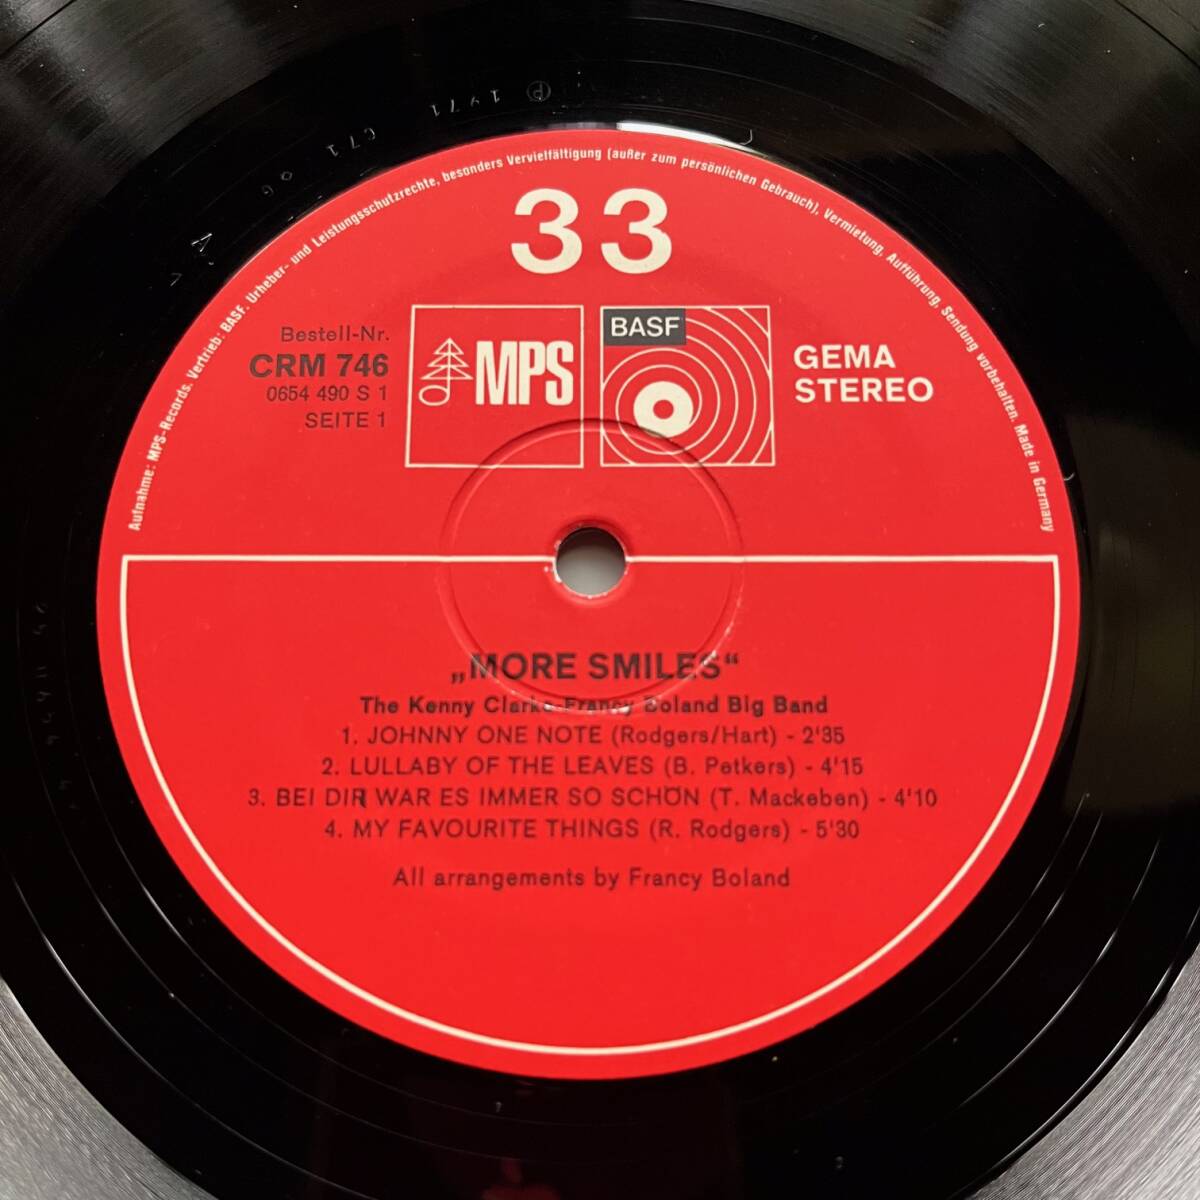 Aufnahme: MPS-Records. Vertrieb: BASF. Urheber- und Leistungsschutzrechte, besonders Vervielfältigung (außer zum persönlichen Gebrauch), Vermietung, Aufführung, Sendung vorbehalten. Made in Germany
33
Bestell-Nr.
CRM 746
0654 490 S 1
SEITE 1
MPS
BASF
GEMA
STEREO
„MORE SMILES“
The Kenny Clarke-Francy Boland Big Band
1. JOHNNY ONE NOTE (Rodgers/Hart) - 2'35
2. LULLABY OF THE LEAVES (B. Petkers) - 4'15
3. BEI DIR WAR ES IMMER SO SCHÖN (T. Mackeben) - 4'10
4. MY FAVOURITE THINGS (R. Rodgers) - 5'30
All arrangements by Francy Boland
℗ 1971